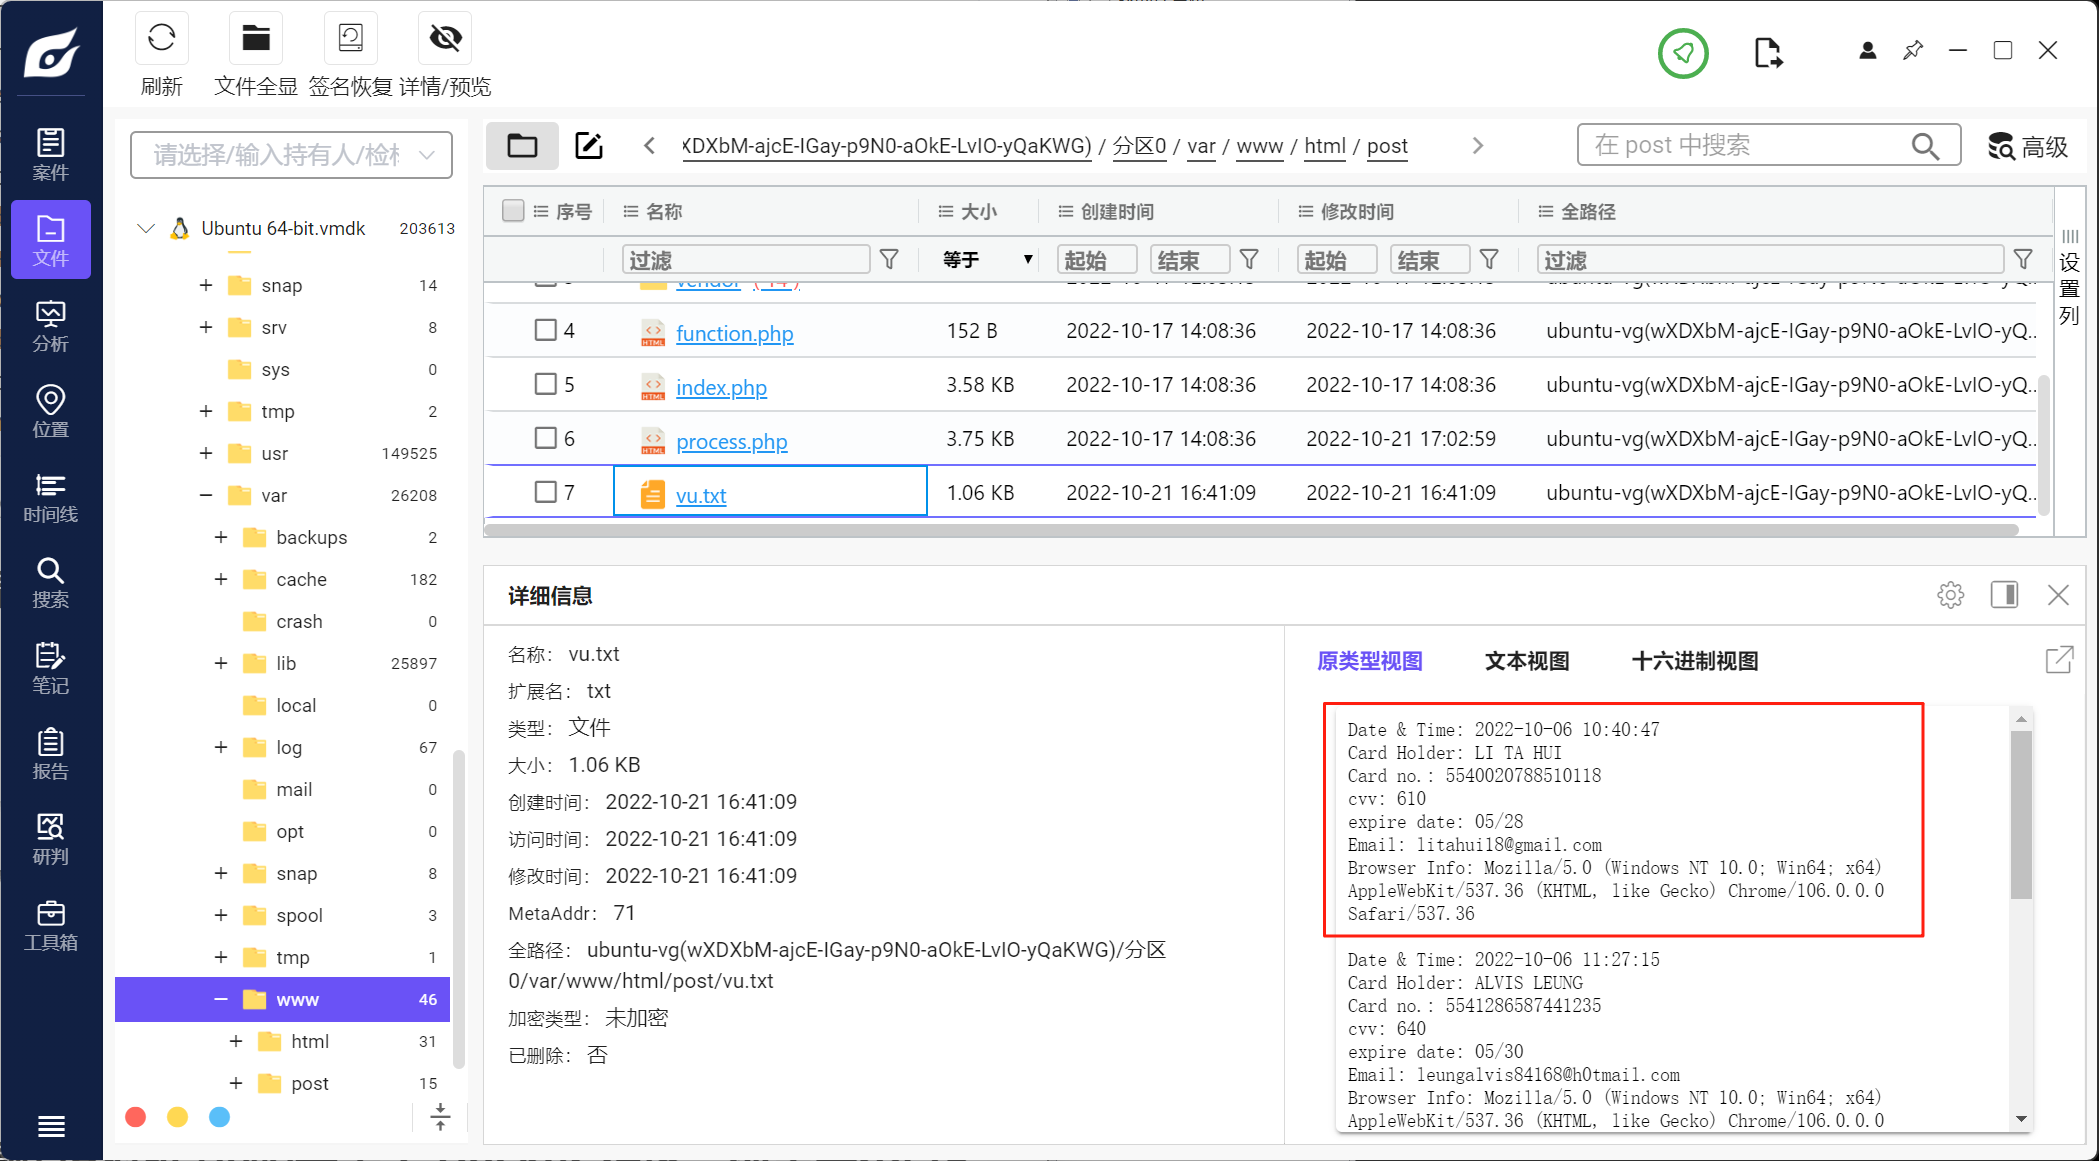 刷新
文件全显
签名恢复
详情/预览
案件
文件
分析
位置
时间线
搜索
笔记
报告
研判
工具箱
请选择/输入持有人/检材
Ubuntu 64-bit.vmdk 203613
snap 14
srv 8
sys 0
tmp 2
usr 149525
var 26208
backups 2
cache 182
crash 0
lib 25897
local 0
log 67
mail 0
opt 0
snap 8
spool 3
tmp 1
www 46
html 31
post 15
XDXbM-ajcE-IGay-p9N0-aOkE-LvIO-yQaKWG) / 分区0 / var / www / html / post
在 post 中搜索
高级
序号 名称 大小 创建时间 修改时间 全路径
过滤 等于 起始 结束 起始 结束 过滤
设置列
vendor (14)
4 function.php 152 B 2022-10-17 14:08:36 2022-10-17 14:08:36 ubuntu-vg(wXDXbM-ajcE-IGay-p9N0-aOkE-LvIO-yQ..
5 index.php 3.58 KB 2022-10-17 14:08:36 2022-10-17 14:08:36 ubuntu-vg(wXDXbM-ajcE-IGay-p9N0-aOkE-LvIO-yQ..
6 process.php 3.75 KB 2022-10-17 14:08:36 2022-10-21 17:02:59 ubuntu-vg(wXDXbM-ajcE-IGay-p9N0-aOkE-LvIO-yQ..
7 vu.txt 1.06 KB 2022-10-21 16:41:09 2022-10-21 16:41:09 ubuntu-vg(wXDXbM-ajcE-IGay-p9N0-aOkE-LvIO-yQ..
详细信息
名称: vu.txt
扩展名: txt
类型: 文件
大小: 1.06 KB
创建时间: 2022-10-21 16:41:09
访问时间: 2022-10-21 16:41:09
修改时间: 2022-10-21 16:41:09
MetaAddr: 71
全路径: ubuntu-vg(wXDXbM-ajcE-IGay-p9N0-aOkE-LvIO-yQaKWG)/分区
0/var/www/html/post/vu.txt
加密类型: 未加密
已删除: 否
原类型视图 文本视图 十六进制视图
Date & Time: 2022-10-06 10:40:47
Card Holder: LI TA HUI
Card no.: 5540020788510118
cvv: 610
expire date: 05/28
Email: litahui18@gmail.com
Browser Info: Mozilla/5.0 (Windows NT 10.0; Win64; x64)
AppleWebKit/537.36 (KHTML, like Gecko) Chrome/106.0.0.0
Safari/537.36
Date & Time: 2022-10-06 11:27:15
Card Holder: ALVIS LEUNG
Card no.: 5541286587441235
cvv: 640
expire date: 05/30
Email: leungalvis84168@h0tmail.com
Browser Info: Mozilla/5.0 (Windows NT 10.0; Win64; x64)
AppleWebKit/537.36 (KHTML, like Gecko) Chrome/106.0.0.0